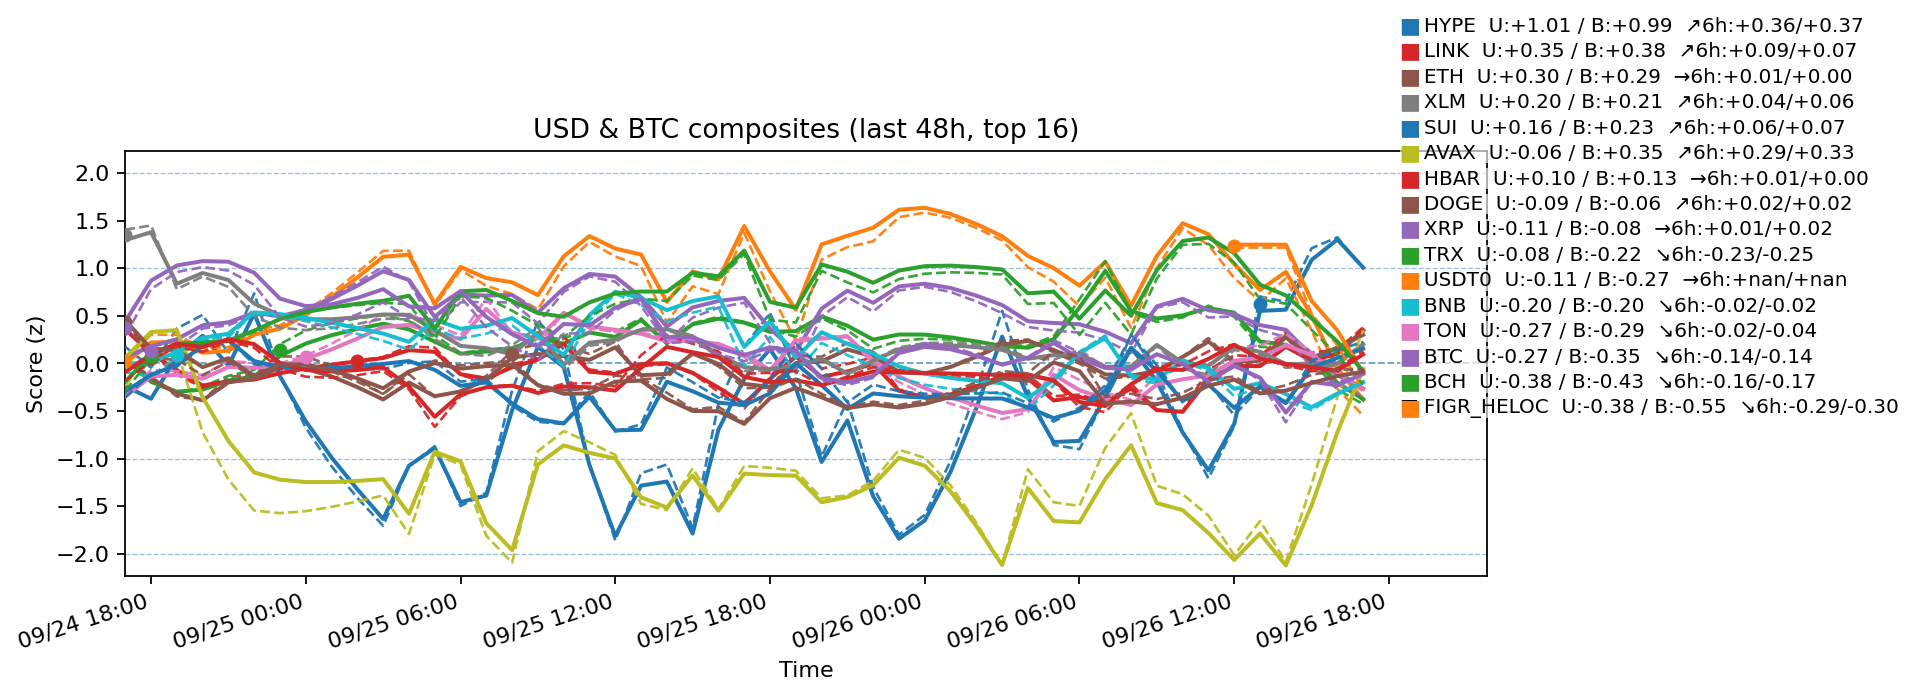 HYPE  U:+1.01 / B:+0.99  ↗6h:+0.36/+0.37
LINK  U:+0.35 / B:+0.38  ↗6h:+0.09/+0.07
ETH  U:+0.30 / B:+0.29  →6h:+0.01/+0.00
XLM  U:+0.20 / B:+0.21  ↗6h:+0.04/+0.06
SUI  U:+0.16 / B:+0.23  ↗6h:+0.06/+0.07
AVAX  U:-0.06 / B:+0.35  ↗6h:+0.29/+0.33
HBAR  U:+0.10 / B:+0.13  →6h:+0.01/+0.00
DOGE  U:-0.09 / B:-0.06  ↗6h:+0.02/+0.02
XRP  U:-0.11 / B:-0.08  →6h:+0.01/+0.02
TRX  U:-0.08 / B:-0.22  ↘6h:-0.23/-0.25
USDT0  U:-0.11 / B:-0.27  →6h:+nan/+nan
BNB  U:-0.20 / B:-0.20  ↘6h:-0.02/-0.02
TON  U:-0.27 / B:-0.29  ↘6h:-0.02/-0.04
BTC  U:-0.27 / B:-0.35  ↘6h:-0.14/-0.14
BCH  U:-0.38 / B:-0.43  ↘6h:-0.16/-0.17
FIGR_HELOC  U:-0.38 / B:-0.55  ↘6h:-0.29/-0.30
USD & BTC composites (last 48h, top 16)
Score (z)
2.0
1.5
1.0
0.5
0.0
−0.5
−1.0
−1.5
−2.0
09/24 18:00
09/25 00:00
09/25 06:00
09/25 12:00
09/25 18:00
09/26 00:00
09/26 06:00
09/26 12:00
09/26 18:00
Time